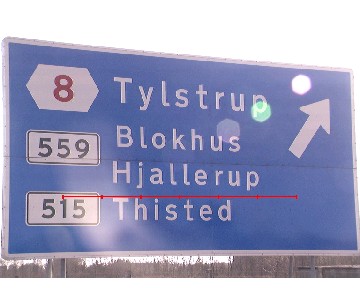 8 Tylstrup
559 Blokhus
Hjallerup
515 Thisted